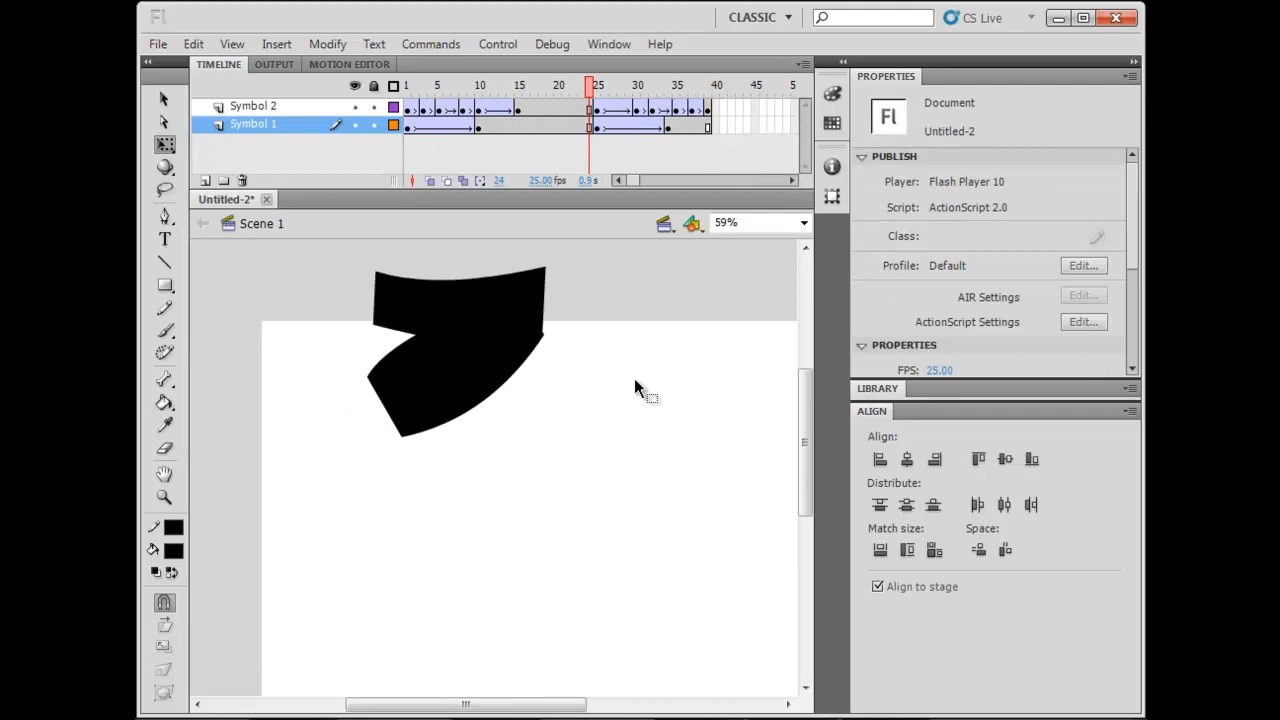 Fl
CLASSIC
CS Live
File Edit View Insert Modify Text Commands Control Debug Window Help
TIMELINE OUTPUT MOTION EDITOR
PROPERTIES
1 5 10 15 20 25 30 35 40 45 5
Symbol 2
Symbol 1
24 25.00 fps 0.9 s
Fl
Document
Untitled-2
PUBLISH
Player: Flash Player 10
Script: ActionScript 2.0
Class:
Profile: Default Edit...
AIR Settings Edit...
ActionScript Settings Edit...
PROPERTIES
FPS: 25.00
Untitled-2*
Scene 1
59%
T
LIBRARY
ALIGN
Align:
Distribute:
Match size: Space:
Align to stage